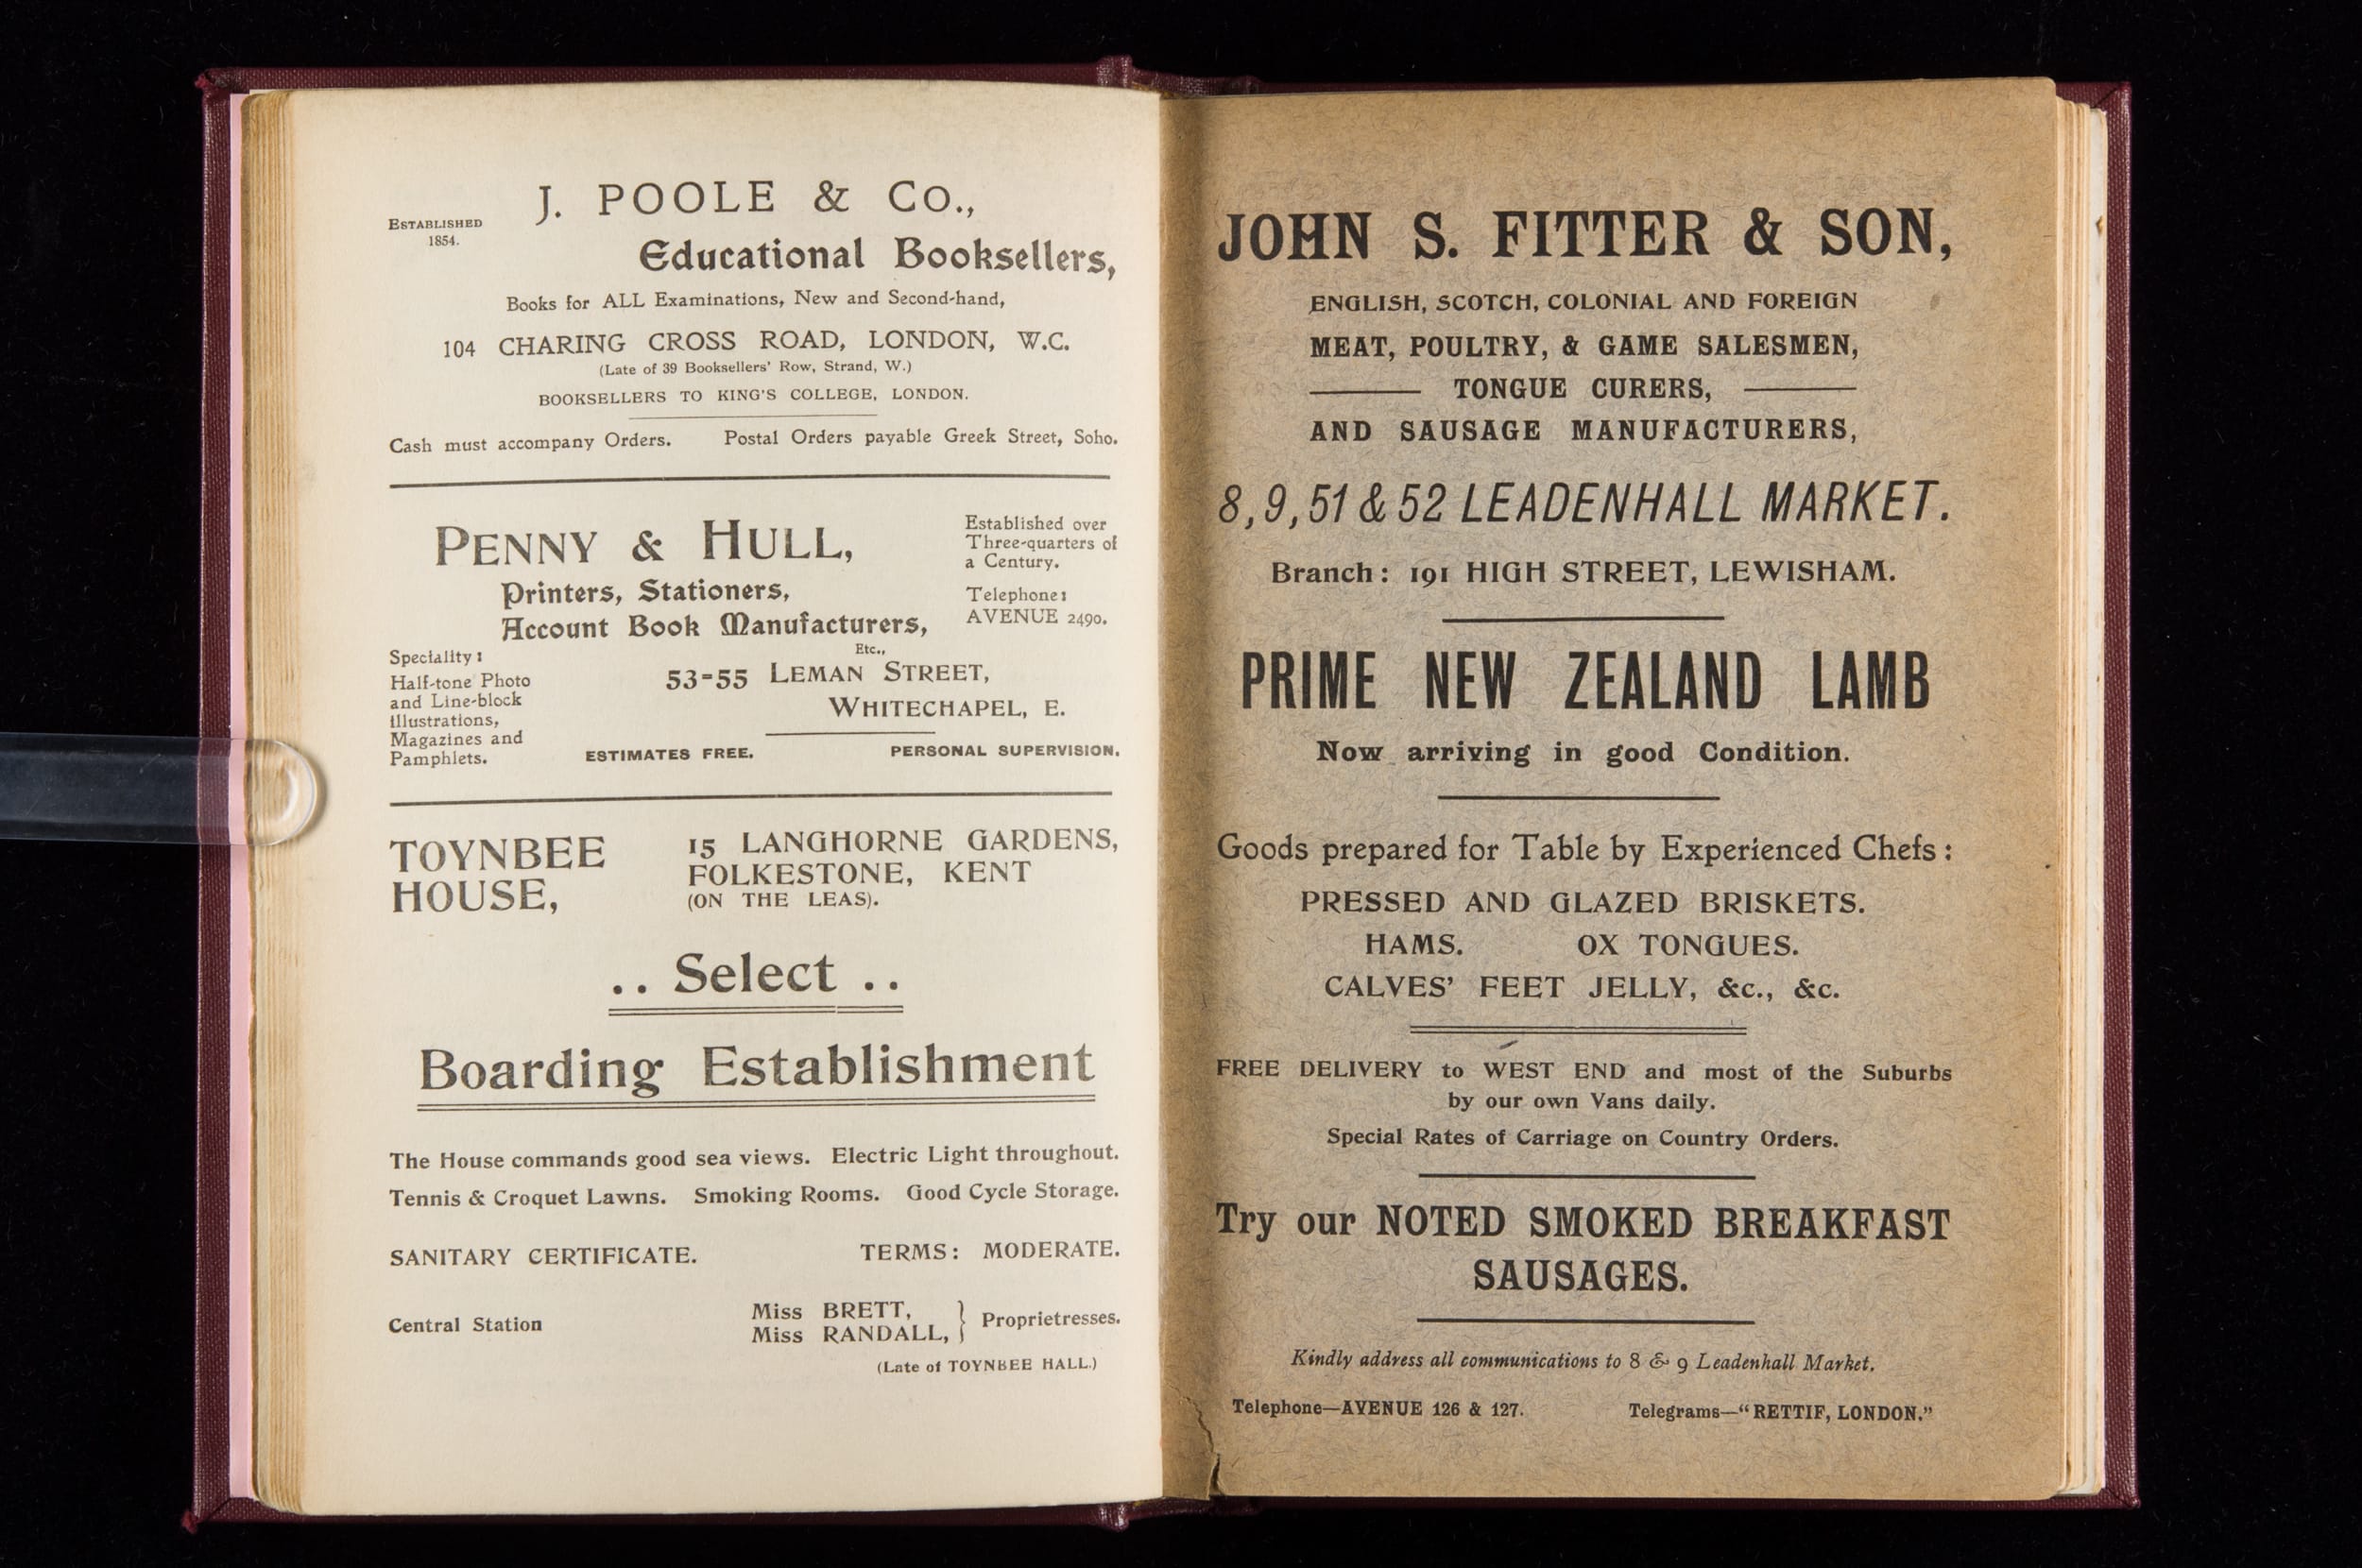 J. POOLE & Co.,
ESTABLISHED
1854.
Educational Booksellers,
Books for ALL Examinations, New and Second-hand,
104 CHARING CROSS ROAD, LONDON, W.C.
(Late of 39 Booksellers' Row, Strand, W.)
BOOKSELLERS TO KING'S COLLEGE, LONDON.
Cash must accompany Orders. Postal Orders payable Greek Street, Soho.
PENNY & HULL,
Established over
Three-quarters of
a Century.
Printers, Stationers,
Account Book Manufacturers,
Etc.,
Telephone:
AVENUE 2490.
Speciality:
Half-tone Photo
and Line-block
Illustrations,
Magazines and
Pamphlets.
53-55 LEMAN STREET,
WHITECHAPEL, E.
ESTIMATES FREE. PERSONAL SUPERVISION.
TOYNBEE
HOUSE,
15 LANGHORNE GARDENS,
FOLKESTONE, KENT
(ON THE LEAS).
.. Select ..
Boarding Establishment
The House commands good sea views. Electric Light throughout.
Tennis & Croquet Lawns. Smoking Rooms. Good Cycle Storage.
SANITARY CERTIFICATE. TERMS: MODERATE.
Central Station
Miss BRETT,
Miss RANDALL,
} Proprietresses.
(Late of TOYNBEE HALL.)
JOHN S. FITTER & SON,
ENGLISH, SCOTCH, COLONIAL AND FOREIGN
MEAT, POULTRY, & GAME SALESMEN,
TONGUE CURERS,
AND SAUSAGE MANUFACTURERS,
8, 9, 51 & 52 LEADENHALL MARKET.
Branch: 191 HIGH STREET, LEWISHAM.
PRIME NEW ZEALAND LAMB
Now arriving in good Condition.
Goods prepared for Table by Experienced Chefs:
PRESSED AND GLAZED BRISKETS.
HAMS. OX TONGUES.
CALVES' FEET JELLY, &c., &c.
FREE DELIVERY to WEST END and most of the Suburbs
by our own Vans daily.
Special Rates of Carriage on Country Orders.
Try our NOTED SMOKED BREAKFAST
SAUSAGES.
Kindly address all communications to 8 & 9 Leadenhall Market.
Telephone—AVENUE 126 & 127. Telegrams—"RETTIF, LONDON."